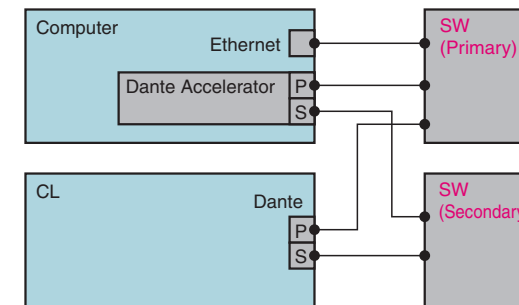 Computer
Ethernet
Dante Accelerator
P
S
SW
(Primary)
CL
Dante
P
S
SW
(Secondary